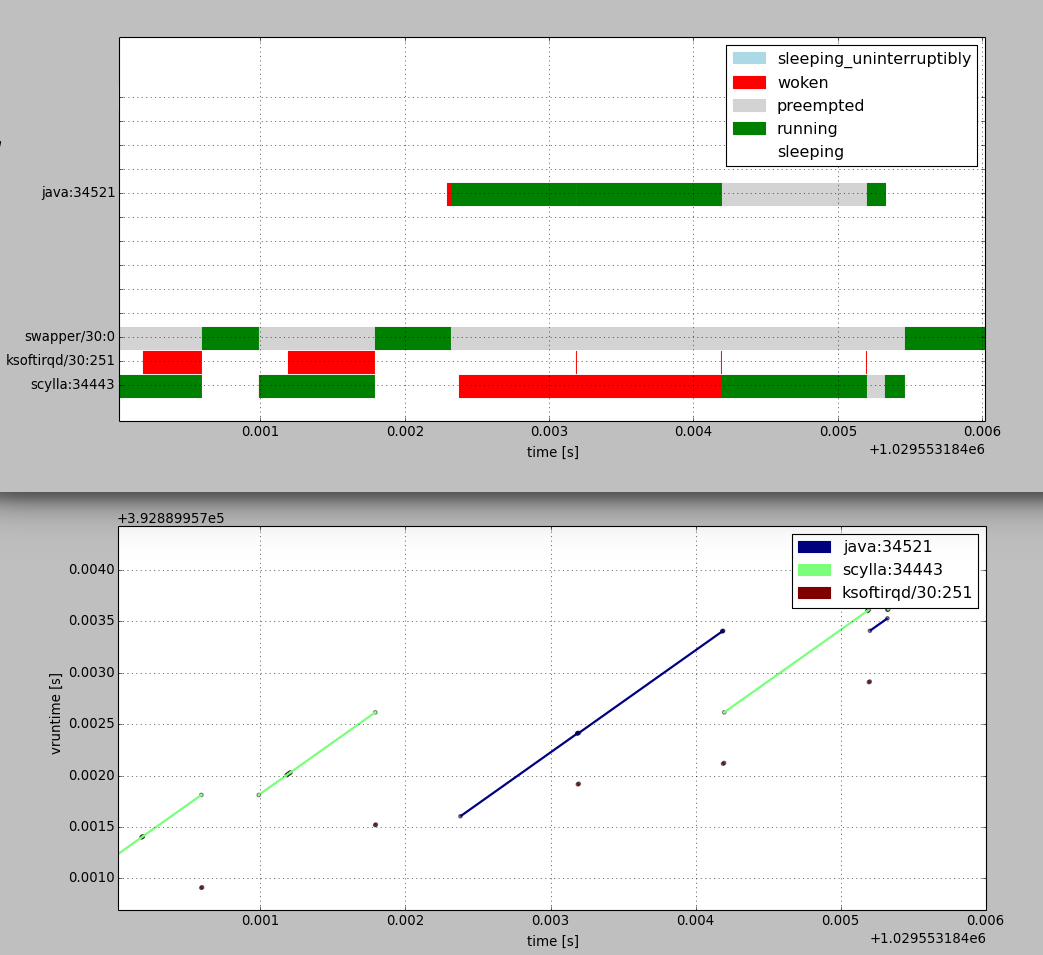 sleeping_uninterruptibly
woken
preempted
running
sleeping
java:34521
swapper/30:0
ksoftirqd/30:251
scylla:34443
0.001 0.002 0.003 0.004 0.005 0.006
time [s]
+1.029553184e6
+3.92889957e5
java:34521
scylla:34443
ksoftirqd/30:251
0.0040
0.0035
0.0030
0.0025
0.0020
0.0015
0.0010
vruntime [s]
0.001 0.002 0.003 0.004 0.005 0.006
time [s]
+1.029553184e6